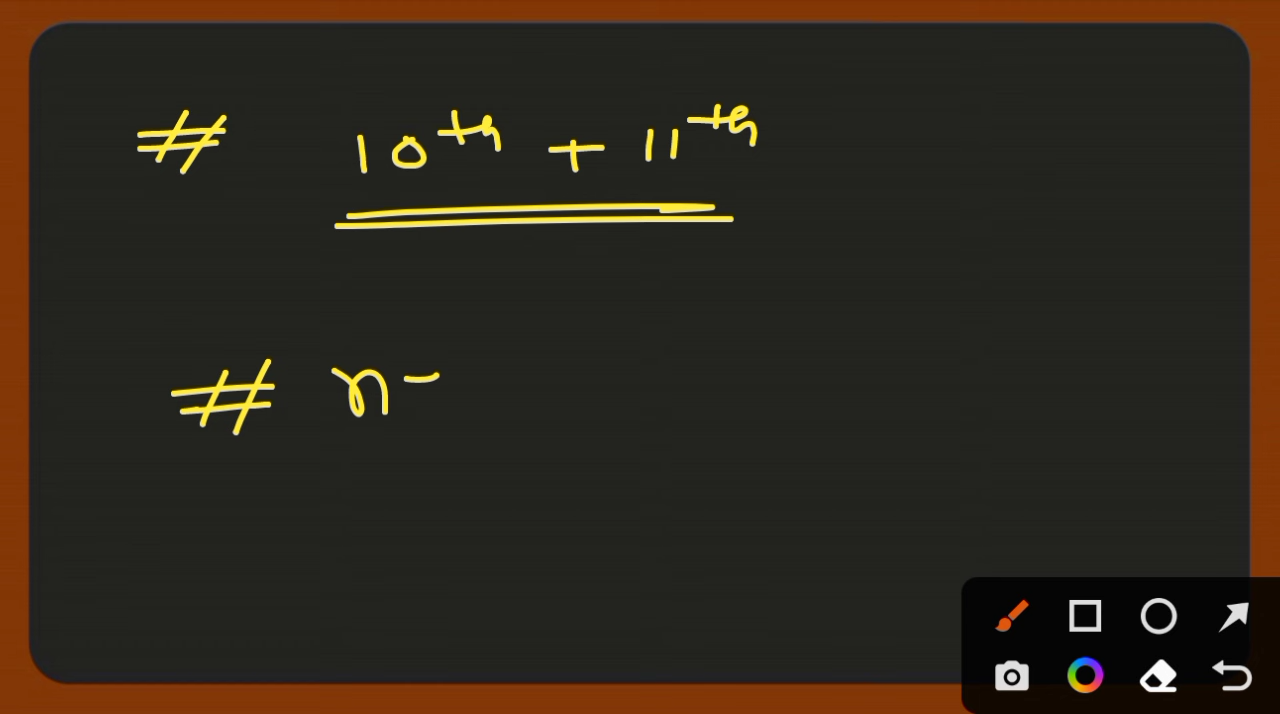 # 10th + 11th
# n-